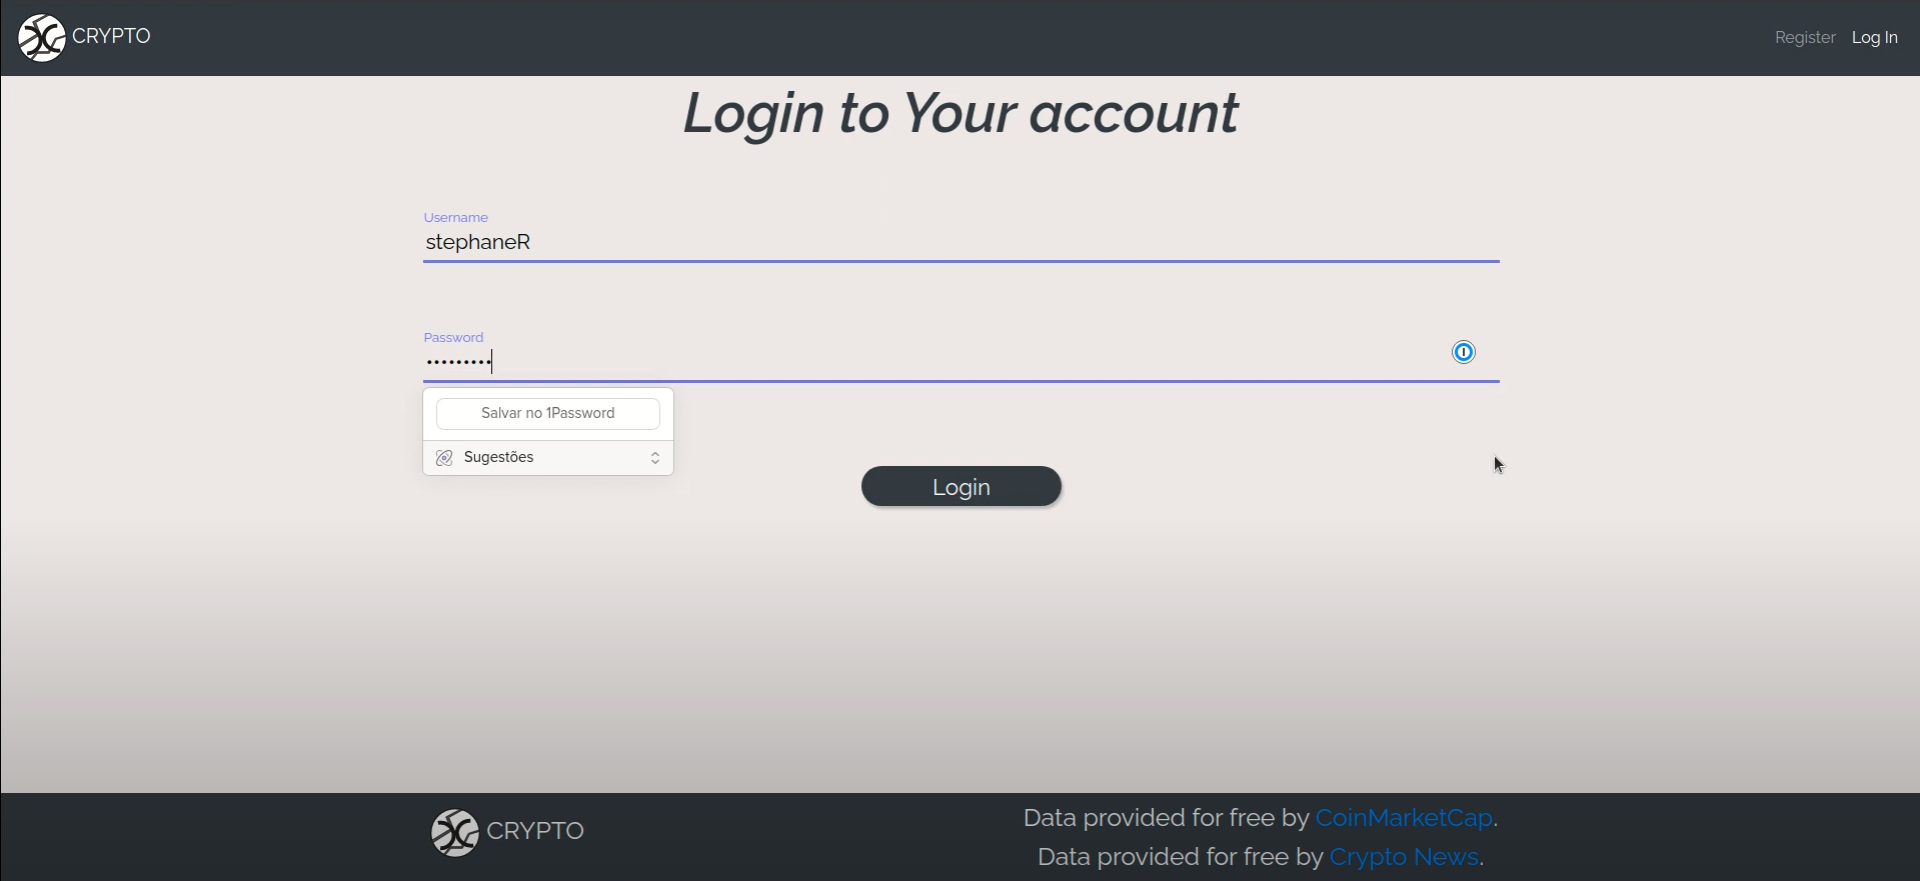 CRYPTO
Register Log In
Login to Your account
Username
stephaneR
Password
•••••••••
Salvar no 1Password
Sugestões
Login
CRYPTO
Data provided for free by CoinMarketCap.
Data provided for free by Crypto News.